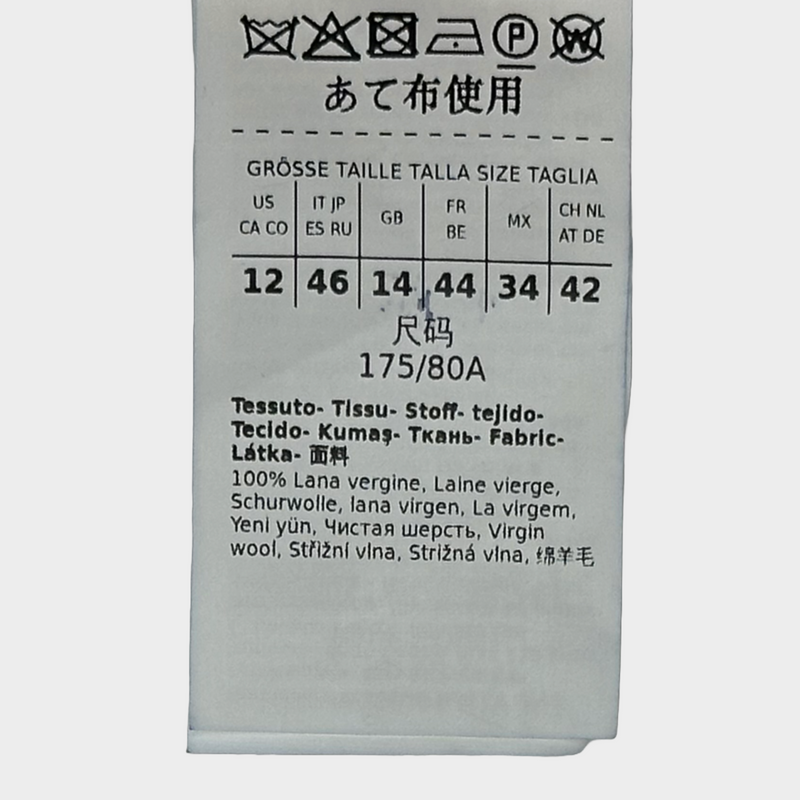 P W
あて布使用
GRÖSSE TAILLE TALLA SIZE TAGLIA
US IT JP GB FR MX CH NL
CA CO ES RU BE AT DE
12 46 14 44 34 42
尺码
175/80A
Tessuto- Tissu- Stoff- tejido-
Tecido- Kumaş- Ткань- Fabric-
Látka- 面料
100% Lana vergine, Laine vierge,
Schurwolle, lana virgen, La virgem,
Yeni yün, Чистая шерсть, Virgin
wool, Střižní vlna, Strižná vlna, 绵羊毛